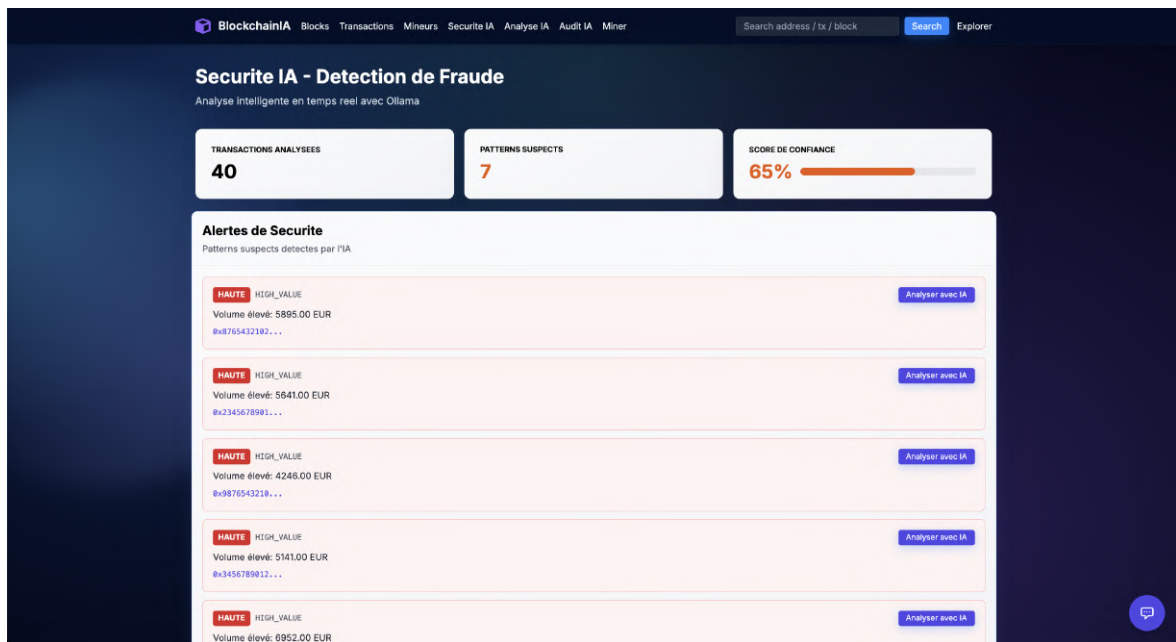 BlockchainIA Blocks Transactions Mineurs Securite IA Analyse IA Audit IA Miner Search address / tx / block Search Explorer
Securite IA - Detection de Fraude
Analyse intelligente en temps reel avec Ollama
TRANSACTIONS ANALYSEES
40
PATTERNS SUSPECTS
7
SCORE DE CONFIANCE
65%
Alertes de Securite
Patterns suspects detectes par l'IA
HAUTE HIGH_VALUE Analyser avec IA
Volume élevé: 5895.00 EUR
0x8765432102...
HAUTE HIGH_VALUE Analyser avec IA
Volume élevé: 5641.00 EUR
0x2345678901...
HAUTE HIGH_VALUE Analyser avec IA
Volume élevé: 4246.00 EUR
0x9876543210...
HAUTE HIGH_VALUE Analyser avec IA
Volume élevé: 5141.00 EUR
0x3456789012...
HAUTE HIGH_VALUE Analyser avec IA
Volume élevé: 6952.00 EUR